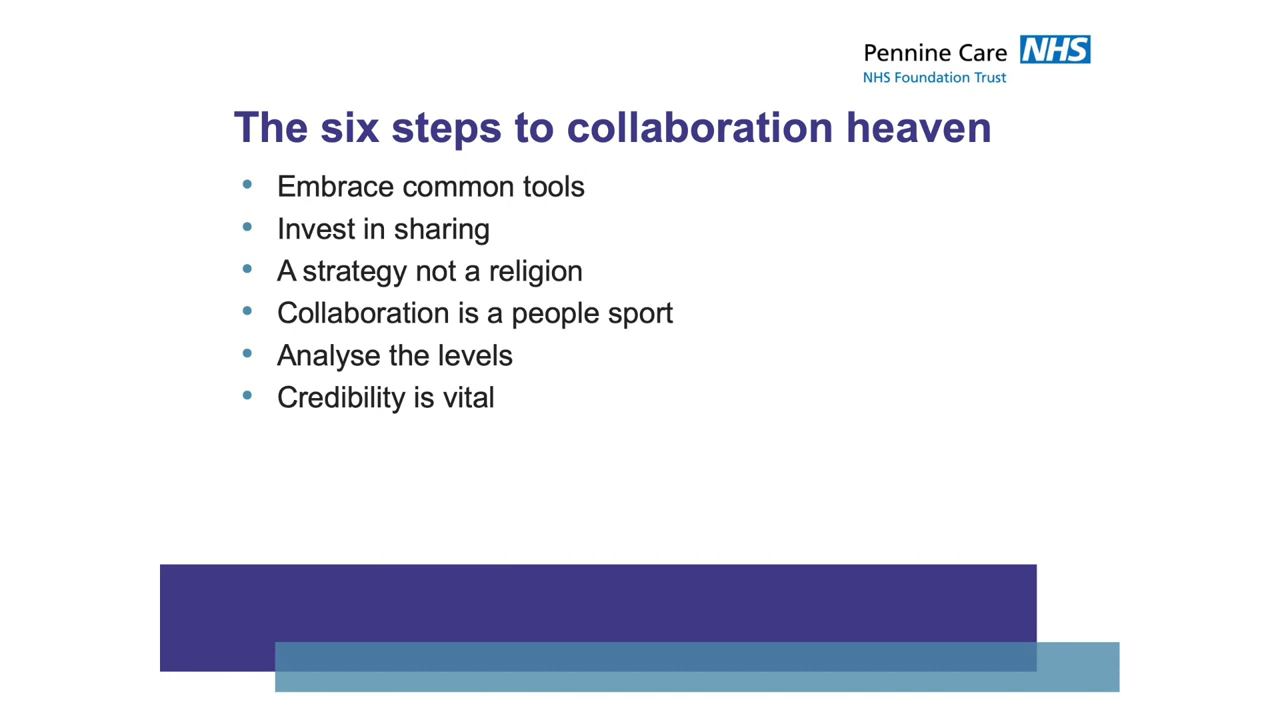 Pennine Care NHS
NHS Foundation Trust
The six steps to collaboration heaven
• Embrace common tools
• Invest in sharing
• A strategy not a religion
• Collaboration is a people sport
• Analyse the levels
• Credibility is vital